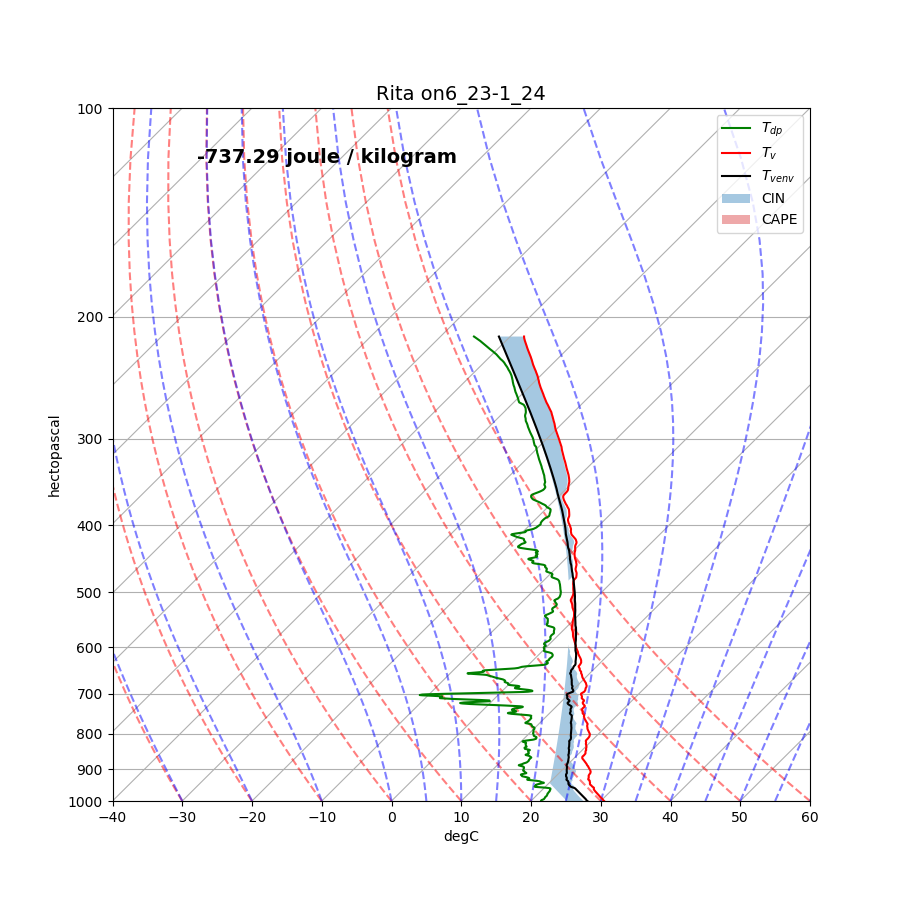 Rita on6_23-1_24
100
-737.29 joule / kilogram
T_dp
T_v
T_venv
CIN
CAPE
200
300
400
500
600
700
800
900
1000
hectopascal
−40
−30
−20
−10
0
10
20
30
40
50
60
degC